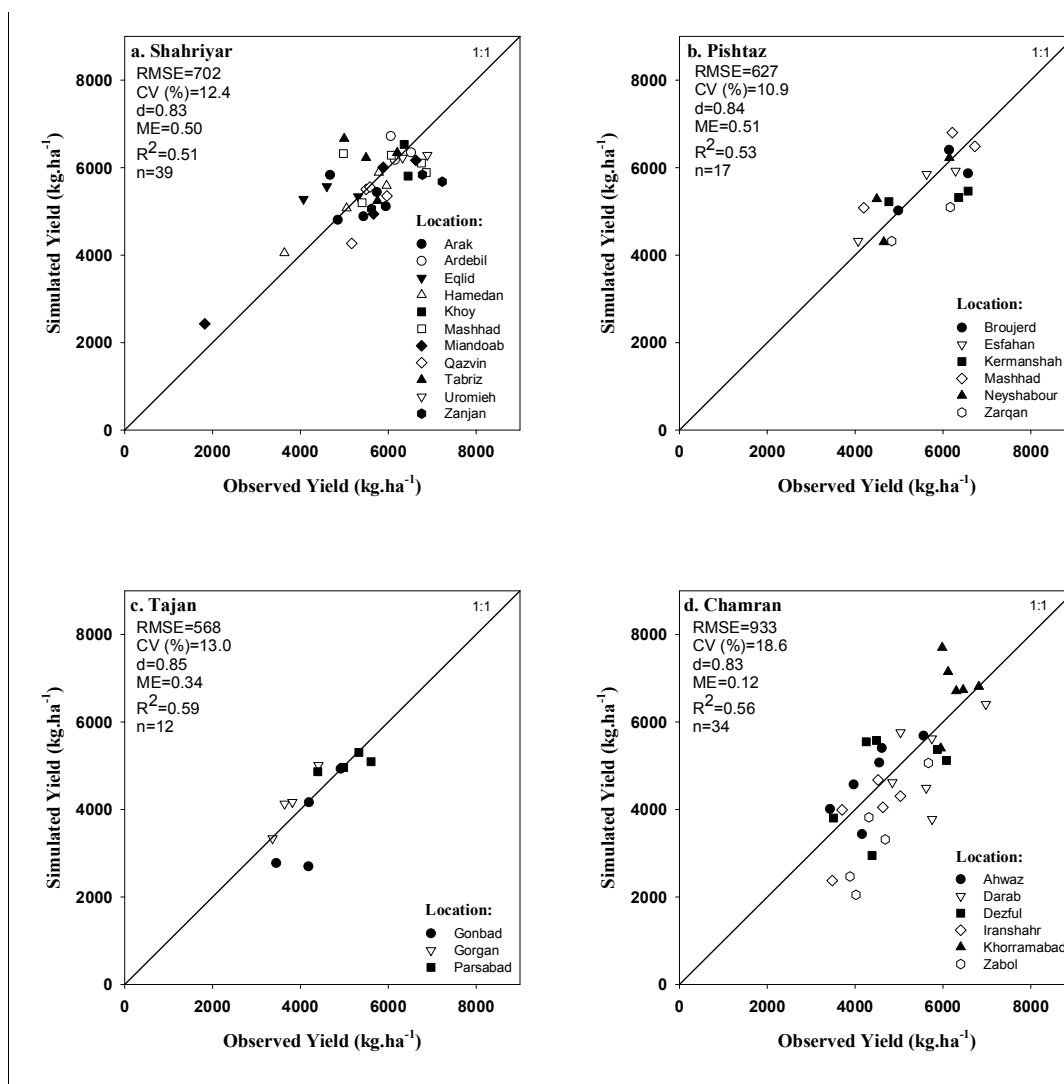 a. Shahriyar
1:1
RMSE=702
CV (%)=12.4
d=0.83
ME=0.50
R²=0.51
n=39
8000
6000
4000
2000
0
Simulated Yield (kg.ha⁻¹)
Location:
Arak
Ardebil
Eqlid
Hamedan
Khoy
Mashhad
Miandoab
Qazvin
Tabriz
Uromieh
Zanjan
0 2000 4000 6000 8000
Observed Yield (kg.ha⁻¹)
b. Pishtaz
1:1
RMSE=627
CV (%)=10.9
d=0.84
ME=0.51
R²=0.53
n=17
8000
6000
4000
2000
0
Simulated Yield (kg.ha⁻¹)
Location:
Broujerd
Esfahan
Kermanshah
Mashhad
Neyshabour
Zarqan
0 2000 4000 6000 8000
Observed Yield (kg.ha⁻¹)
c. Tajan
1:1
RMSE=568
CV (%)=13.0
d=0.85
ME=0.34
R²=0.59
n=12
8000
6000
4000
2000
0
Simulated Yield (kg.ha⁻¹)
Location:
Gonbad
Gorgan
Parsabad
0 2000 4000 6000 8000
Observed Yield (kg.ha⁻¹)
d. Chamran
1:1
RMSE=933
CV (%)=18.6
d=0.83
ME=0.12
R²=0.56
n=34
8000
6000
4000
2000
0
Simulated Yield (kg.ha⁻¹)
Location:
Ahwaz
Darab
Dezful
Iranshahr
Khorramabad
Zabol
0 2000 4000 6000 8000
Observed Yield (kg.ha⁻¹)